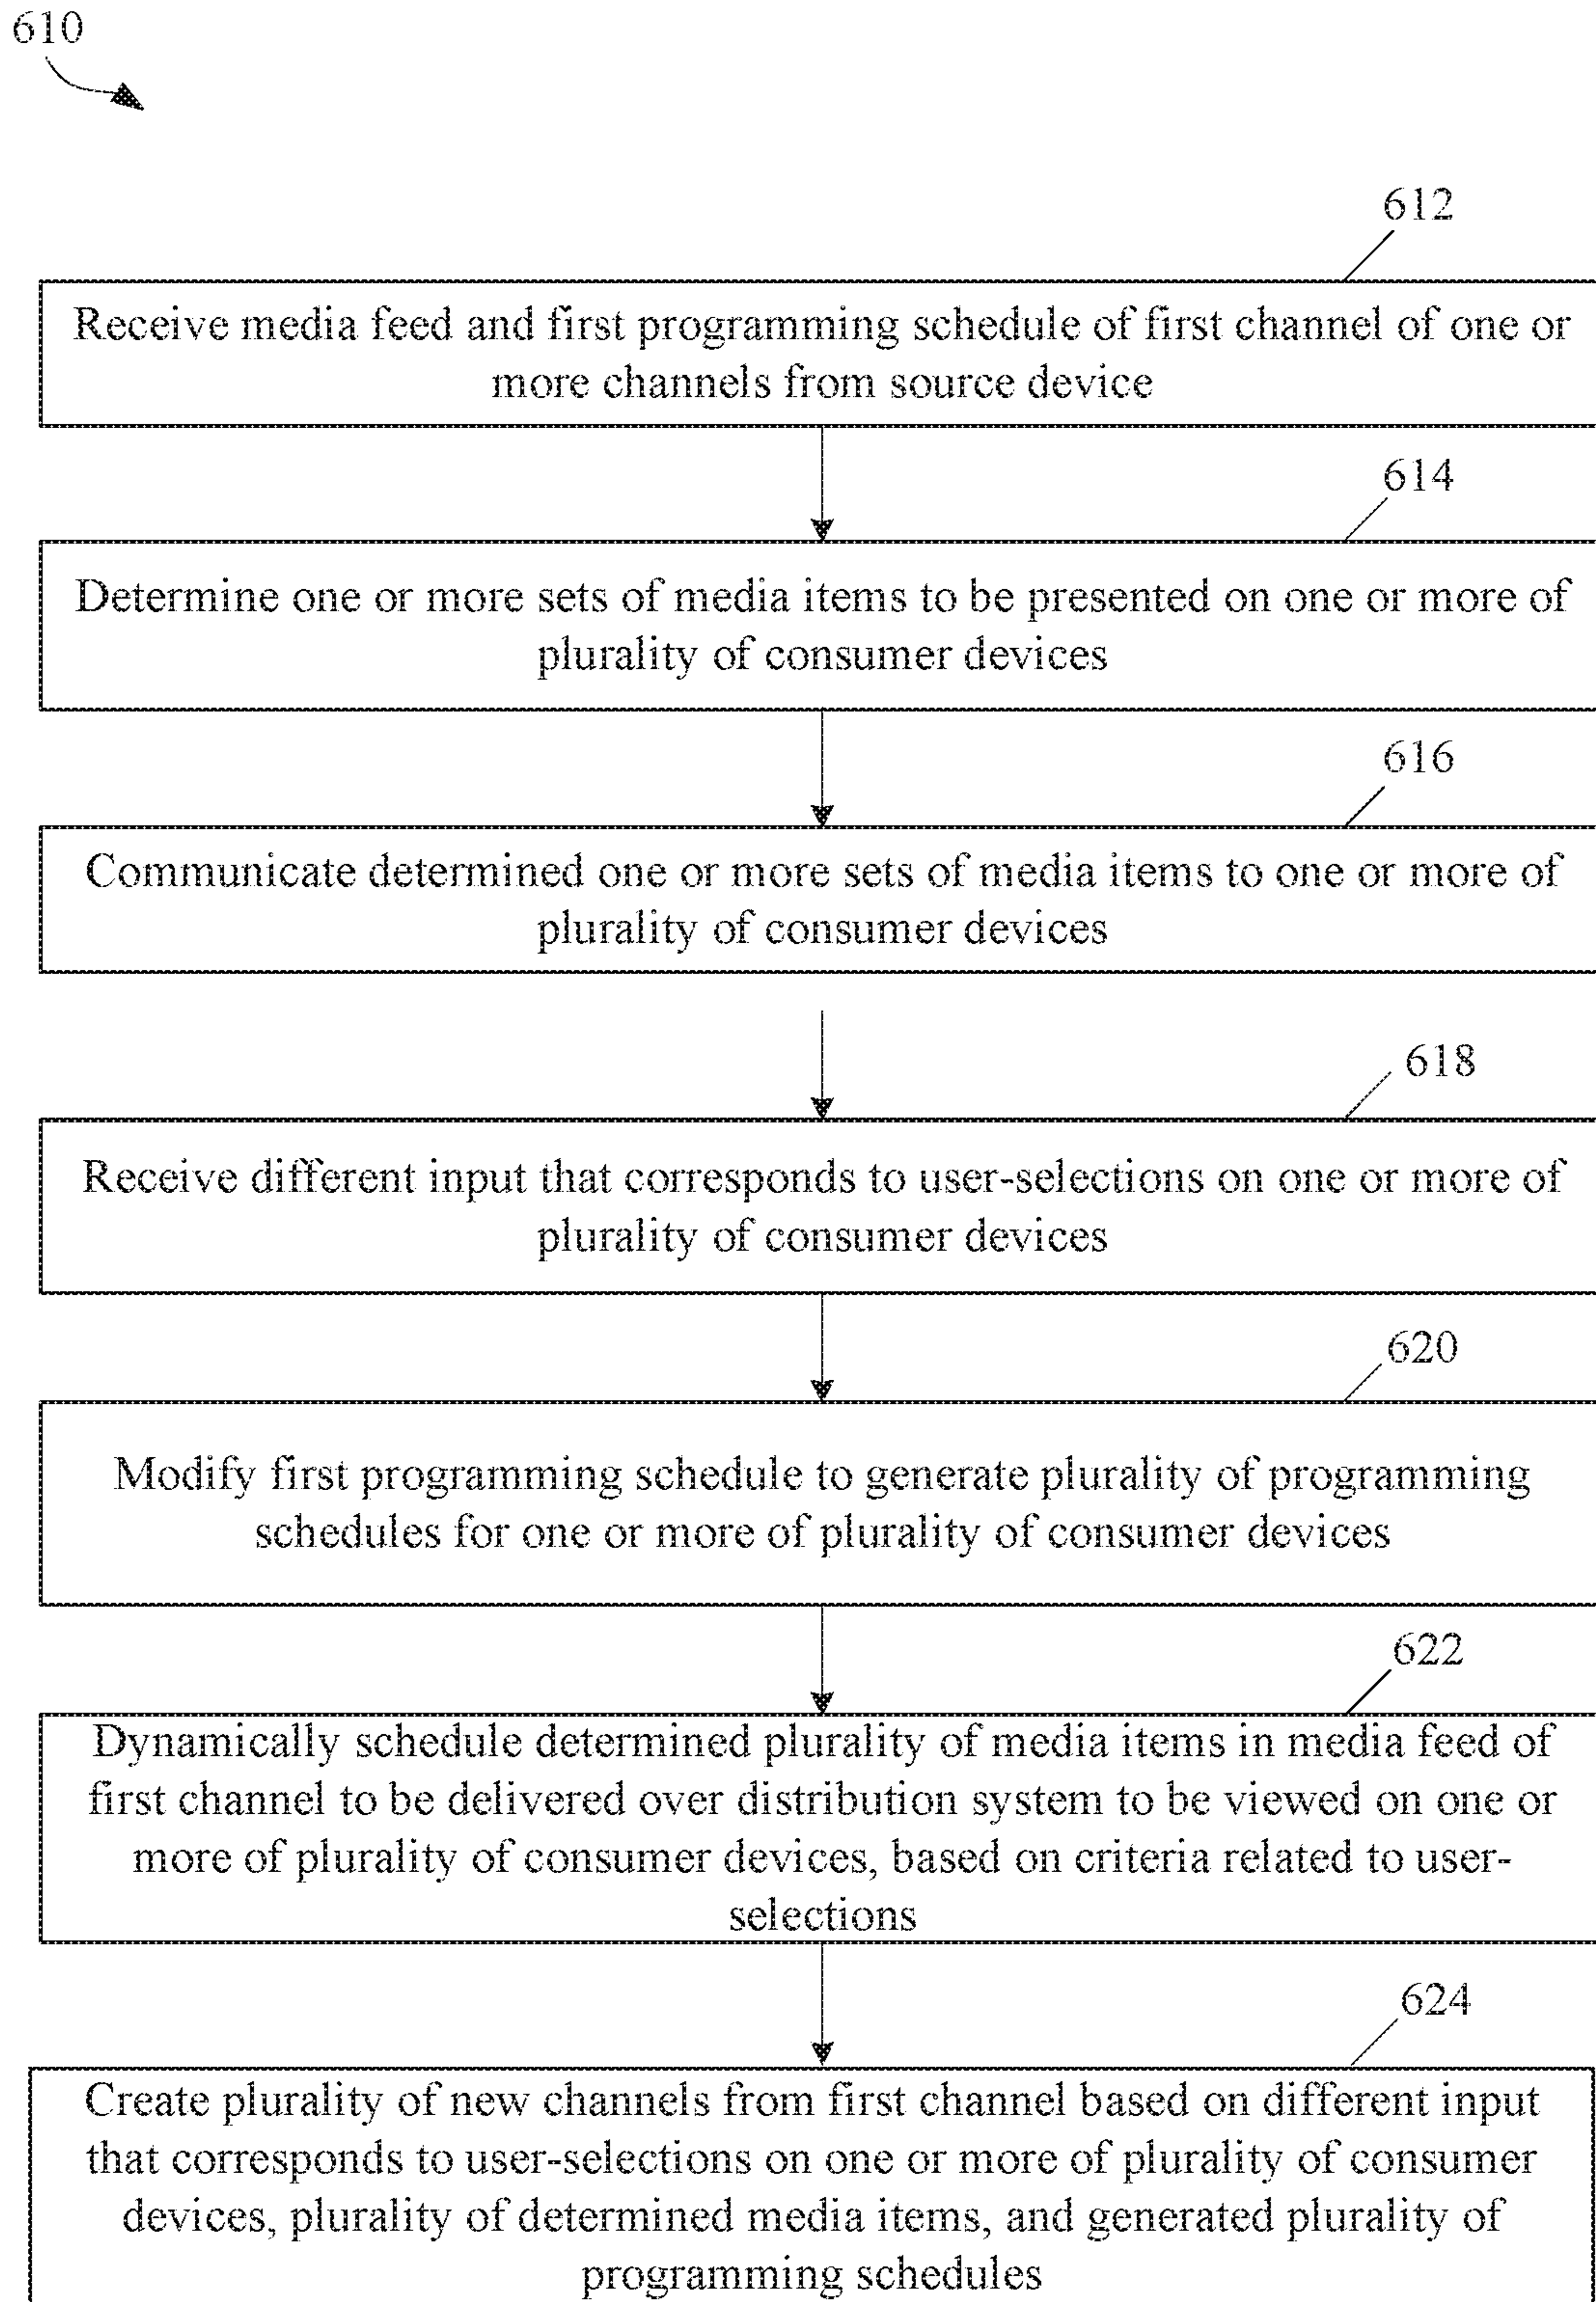 610
612
Receive media feed and first programming schedule of first channel of one or
more channels from source device
614
Determine one or more sets of media items to be presented on one or more of
plurality of consumer devices
616
Communicate determined one or more sets of media items to one or more of
plurality of consumer devices
618
Receive different input that corresponds to user-selections on one or more of
plurality of consumer devices
620
Modify first programming schedule to generate plurality of programming
schedules for one or more of plurality of consumer devices
622
Dynamically schedule determined plurality of media items in media feed of
first channel to be delivered over distribution system to be viewed on one or
more of plurality of consumer devices, based on criteria related to user-
selections
624
Create plurality of new channels from first channel based on different input
that corresponds to user-selections on one or more of plurality of consumer
devices, plurality of determined media items, and generated plurality of
programming schedules